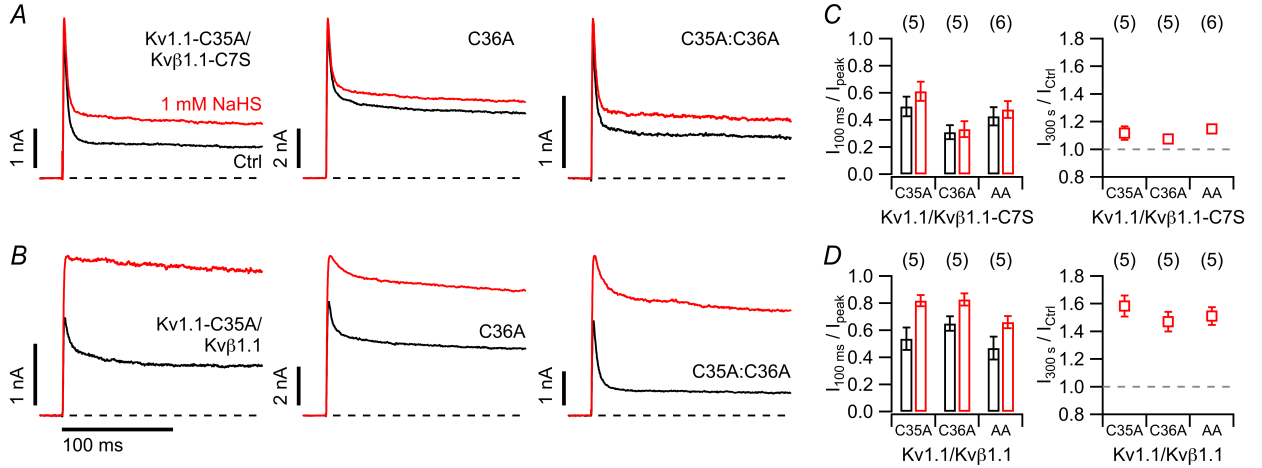 A
Kv1.1-C35A/
Kvβ1.1-C7S
1 mM NaHS
Ctrl
1 nA
C36A
2 nA
C35A:C36A
1 nA
B
Kv1.1-C35A/
Kvβ1.1
1 nA
100 ms
C36A
2 nA
C35A:C36A
1 nA
C
(5) (5) (6)
I100 ms / Ipeak
1.0
0.8
0.6
0.4
0.2
0.0
C35A C36A AA
Kv1.1/Kvβ1.1-C7S
(5) (5) (6)
I300 s / ICtrl
1.8
1.6
1.4
1.2
1.0
0.8
C35A C36A AA
Kv1.1/Kvβ1.1-C7S
D
(5) (5) (5)
I100 ms / Ipeak
1.0
0.8
0.6
0.4
0.2
0.0
C35A C36A AA
Kv1.1/Kvβ1.1
(5) (5) (5)
I300 s / ICtrl
1.8
1.6
1.4
1.2
1.0
0.8
C35A C36A AA
Kv1.1/Kvβ1.1